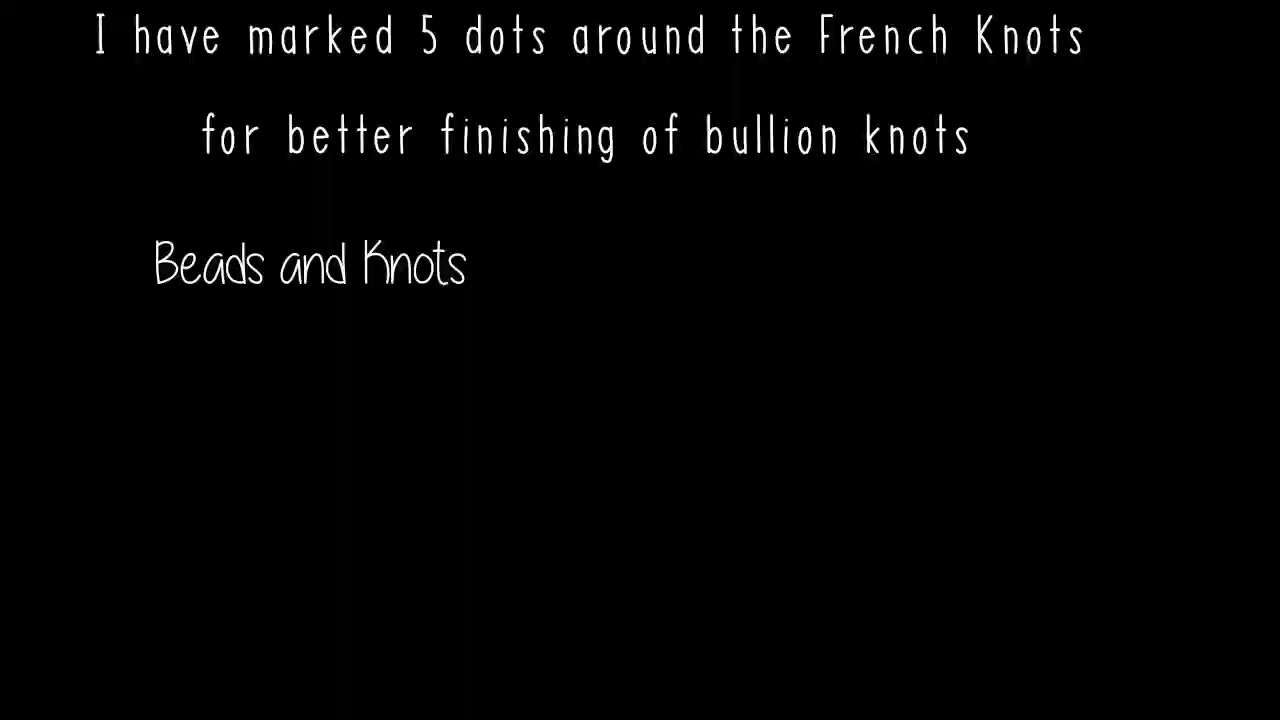 I have marked 5 dots around the French Knots
for better finishing of bullion knots
Beads and Knots